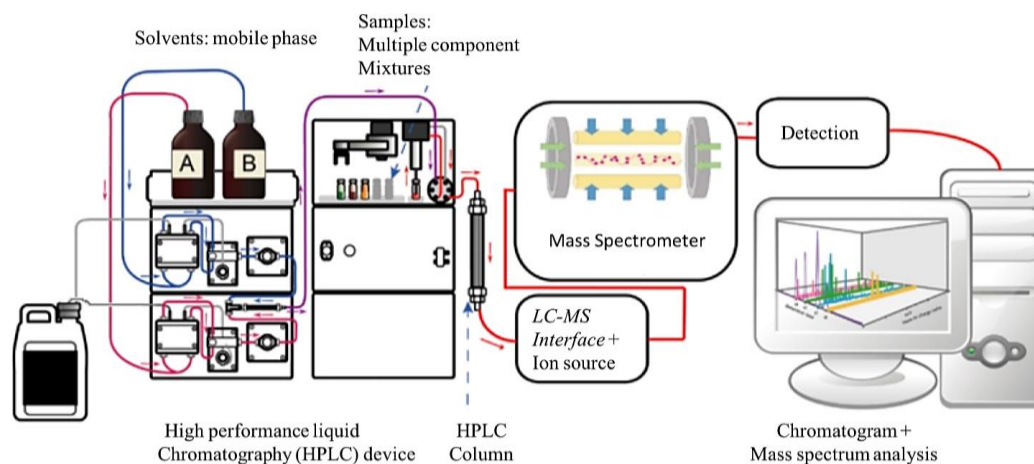 Solvents: mobile phase
Samples:
Multiple component
Mixtures
A
B
Mass Spectrometer
Detection
LC-MS
Interface +
Ion source
High performance liquid
Chromatography (HPLC) device
HPLC
Column
Chromatogram +
Mass spectrum analysis